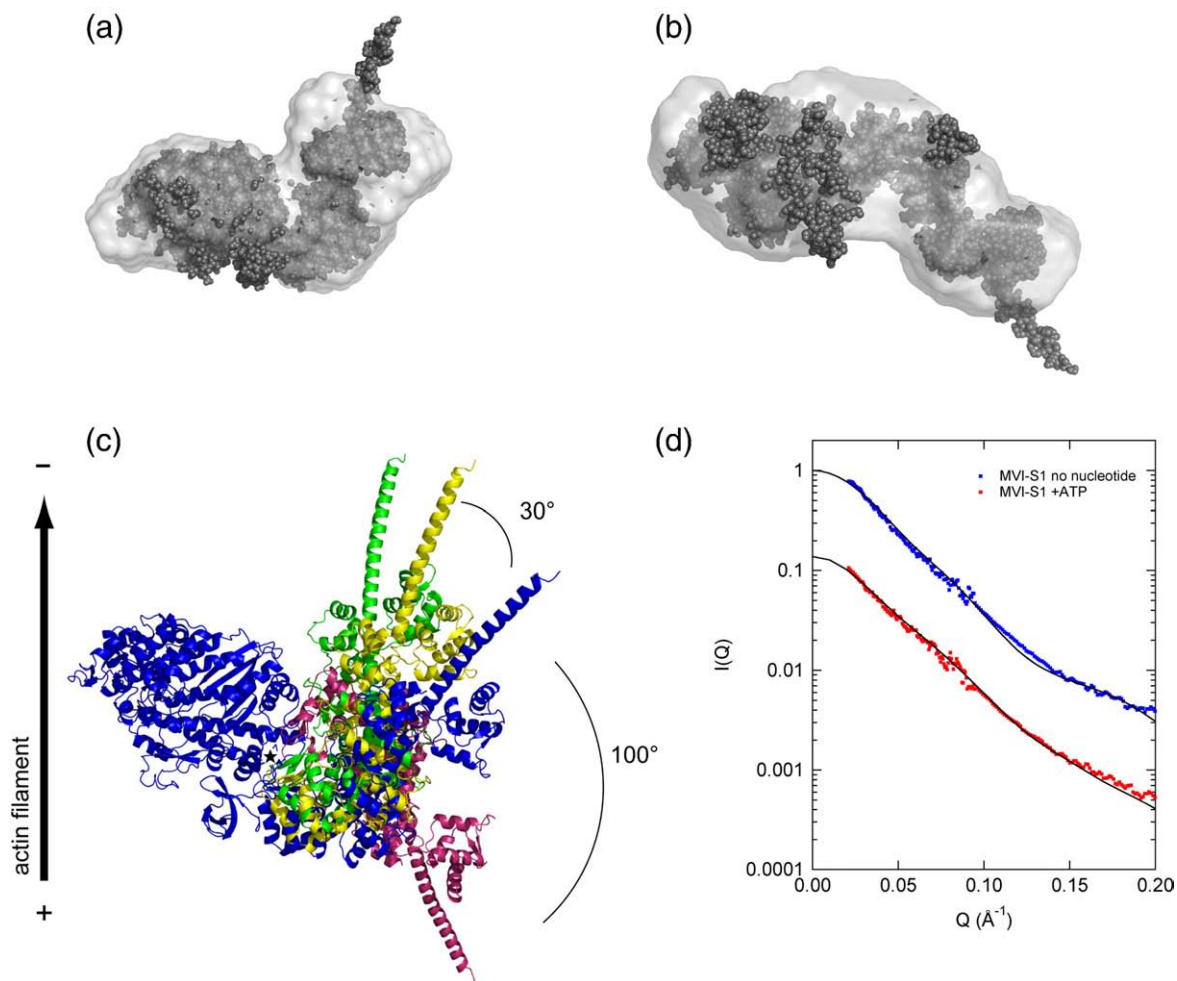 (a)
(b)
(c)
−
actin filament
+
30°
100°
(d)
MVI-S1 no nucleotide
MVI-S1 +ATP
1
0.1
0.01
0.001
0.0001
I(Q)
0.00 0.05 0.10 0.15 0.20
Q (Å⁻¹)